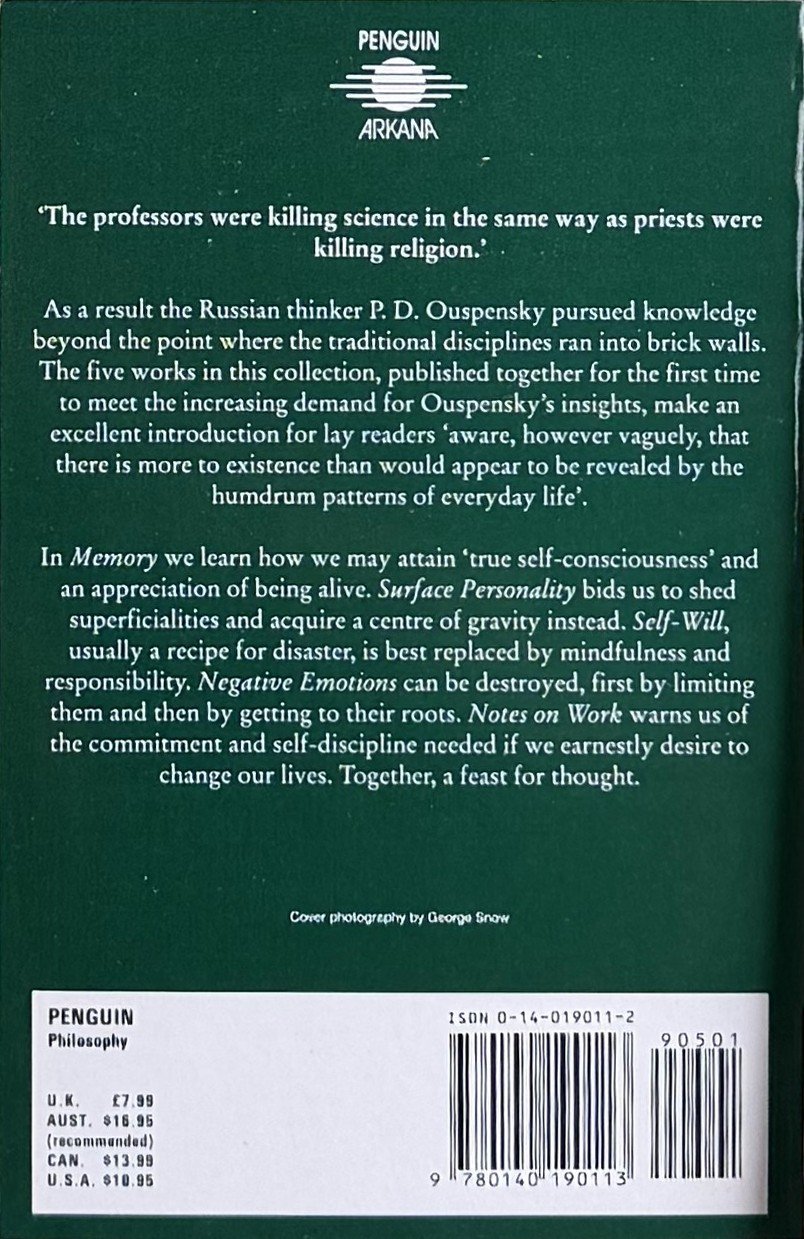 PENGUIN
ARKANA
‘The professors were killing science in the same way as priests were
killing religion.’
As a result the Russian thinker P. D. Ouspensky pursued knowledge
beyond the point where the traditional disciplines ran into brick walls.
The five works in this collection, published together for the first time
to meet the increasing demand for Ouspensky’s insights, make an
excellent introduction for lay readers ‘aware, however vaguely, that
there is more to existence than would appear to be revealed by the
humdrum patterns of everyday life’.
In Memory we learn how we may attain ‘true self-consciousness’ and
an appreciation of being alive. Surface Personality bids us to shed
superficialities and acquire a centre of gravity instead. Self-Will,
usually a recipe for disaster, is best replaced by mindfulness and
responsibility. Negative Emotions can be destroyed, first by limiting
them and then by getting to their roots. Notes on Work warns us of
the commitment and self-discipline needed if we earnestly desire to
change our lives. Together, a feast for thought.
Cover photography by George Snow
PENGUIN
Philosophy
U.K. £7.99
AUST. $16.95
(recommended)
CAN. $13.99
U.S.A. $10.95
ISBN 0-14-019011-2
90501
9 780140 190113